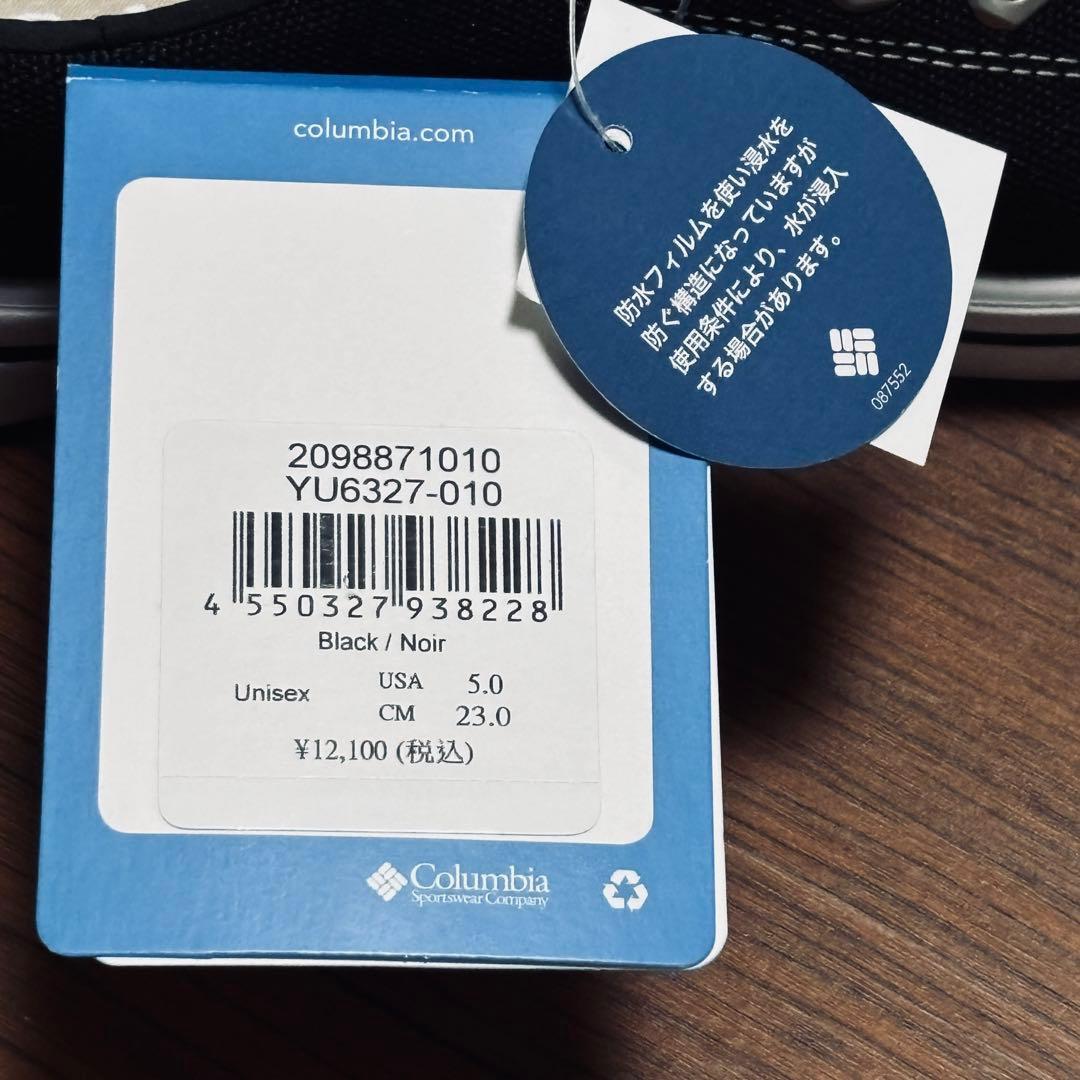 columbia.com
防水フィルムを使い浸水を
防ぐ構造になっていますが
使用条件により、水が浸入
する場合があります。
087552
2098871010
YU6327-010
4 550327 938228
Black / Noir
Unisex
USA 5.0
CM 23.0
¥12,100 (税込)
Columbia
Sportswear Company